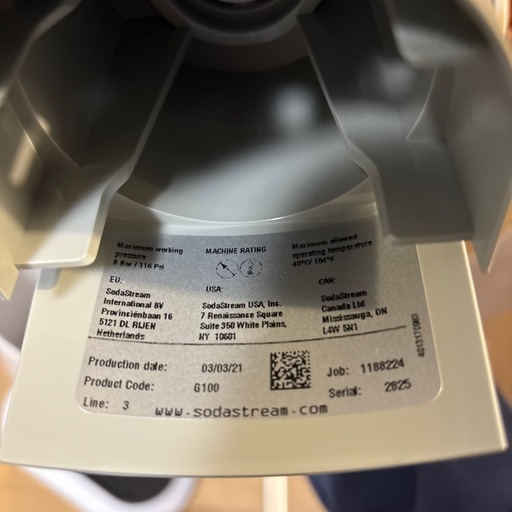 Maximum working
pressure
8 Bar / 116 Psi
MACHINE RATING
Maximum allowed
operating temperature
40°C/ 104°F
EU:
SodaStream
International BV
Provinciënbaan 16
5121 DL RIJEN
Netherlands
USA:
SodaStream USA, Inc.
7 Renaissance Square
Suite 350 White Plains,
NY 10601
CAN:
SodaStream
Canada Ltd
Mississauga, ON
L4W 5N1
Production date: 03/03/21
Product Code: G100
Line: 3
Job: 1188224
Serial: 2825
www.sodastream.com